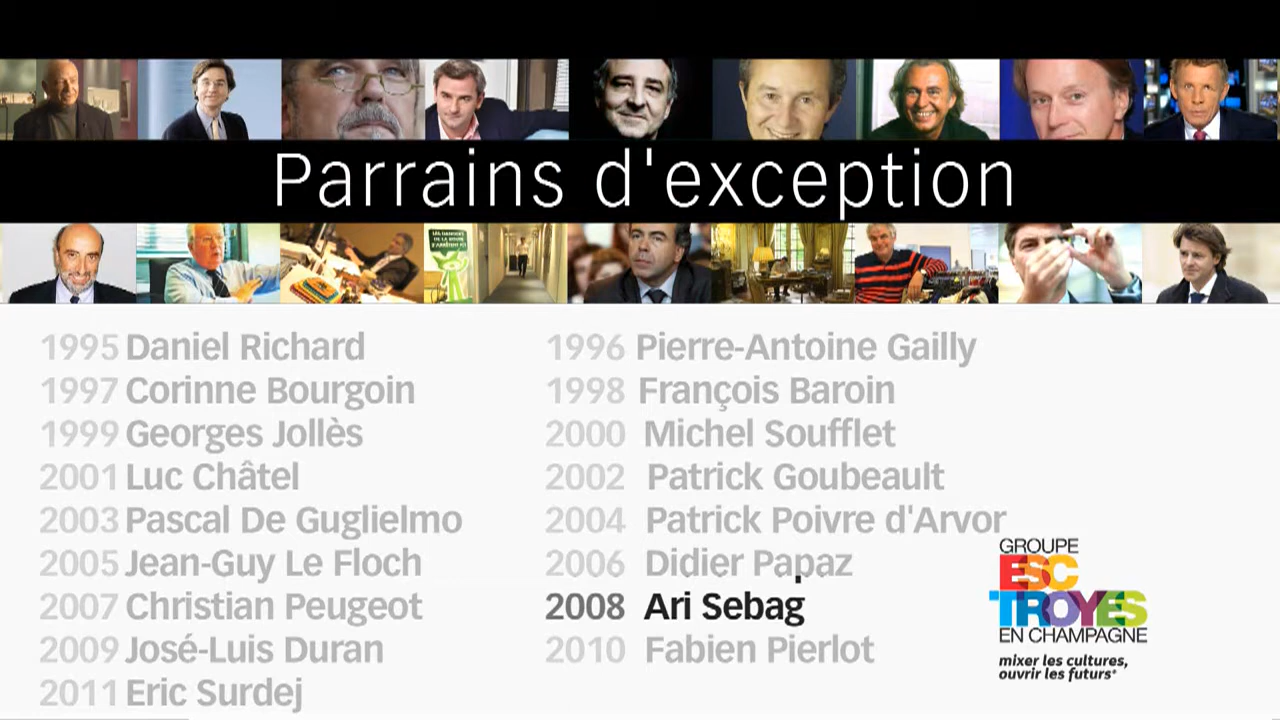 Parrains d'exception
1995 Daniel Richard
1996 Pierre-Antoine Gailly
1997 Corinne Bourgoin
1998 François Baroin
1999 Georges Jollès
2000 Michel Soufflet
2001 Luc Châtel
2002 Patrick Goubeault
2003 Pascal De Guglielmo
2004 Patrick Poivre d'Arvor
2005 Jean-Guy Le Floch
2006 Didier Papaz
2007 Christian Peugeot
2008 Ari Sebag
2009 José-Luis Duran
2010 Fabien Pierlot
2011 Eric Surdej
GROUPE
ESC
TROYES
EN CHAMPAGNE
mixer les cultures,
ouvrir les futurs*